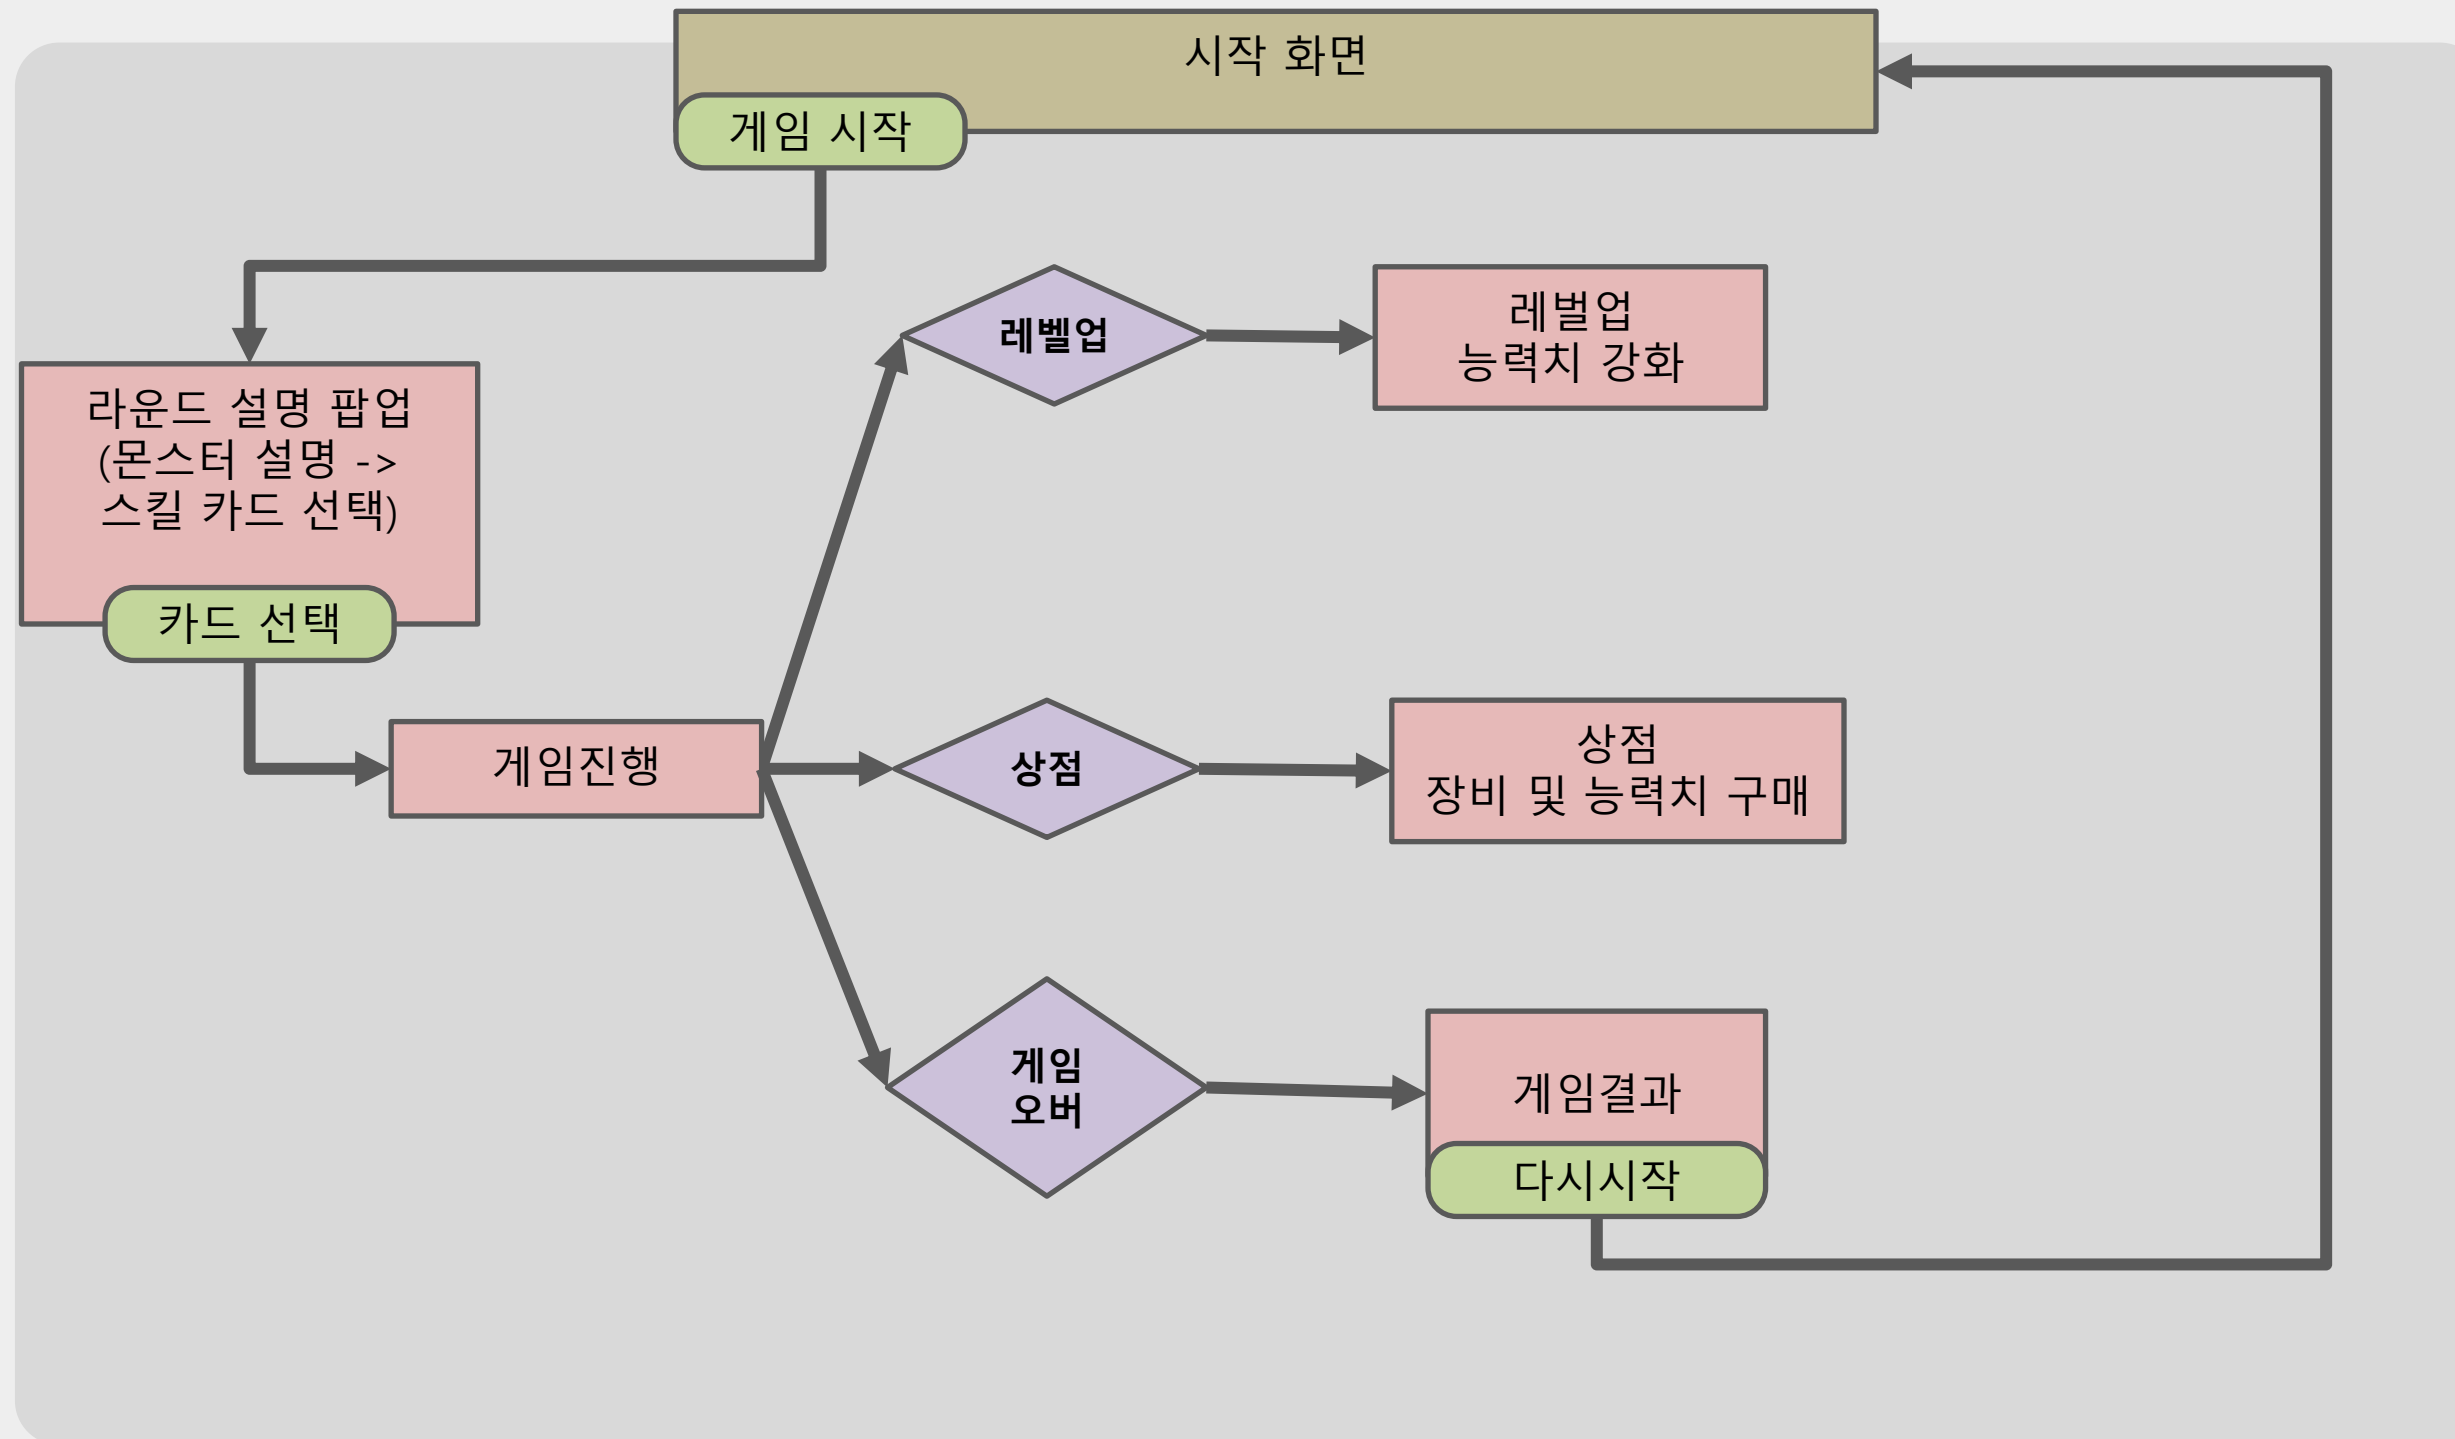 시작 화면
게임 시작
레벨업
레벌업
능력치 강화
라운드 설명 팝업
(몬스터 설명 ->
스킬 카드 선택)
카드 선택
게임진행
상점
상점
장비 및 능력치 구매
게임
오버
게임결과
다시시작